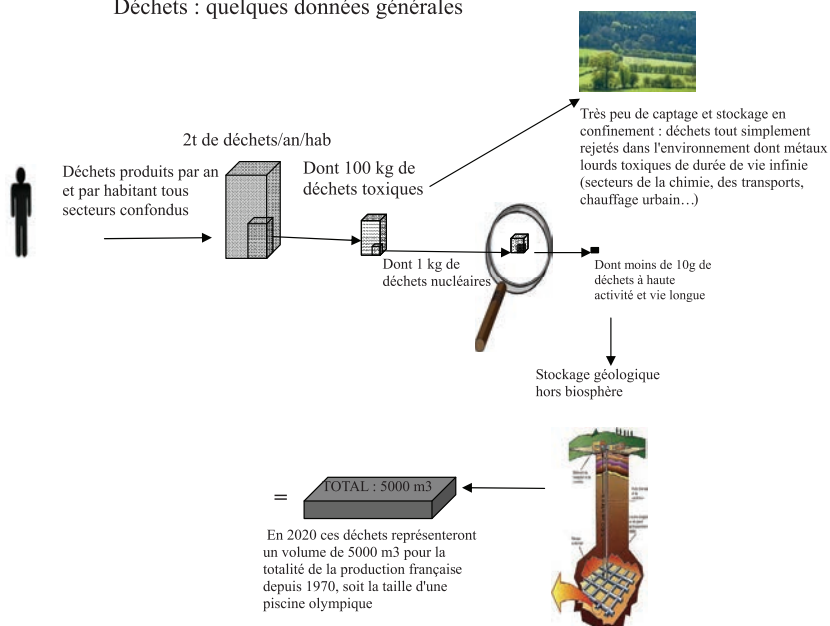 Déchets : quelques données générales
2t de déchets/an/hab
Déchets produits par an
et par habitant tous
secteurs confondus
Dont 100 kg de
déchets toxiques
Très peu de captage et stockage en
confinement : déchets tout simplement
rejetés dans l'environnement dont métaux
lourds toxiques de durée de vie infinie
(secteurs de la chimie, des transports,
chauffage urbain…)
Dont 1 kg de
déchets nucléaires
Dont moins de 10g de
déchets à haute
activité et vie longue
Stockage géologique
hors biosphère
=
TOTAL : 5000 m3
En 2020 ces déchets représenteront
un volume de 5000 m3 pour la
totalité de la production française
depuis 1970, soit la taille d'une
piscine olympique